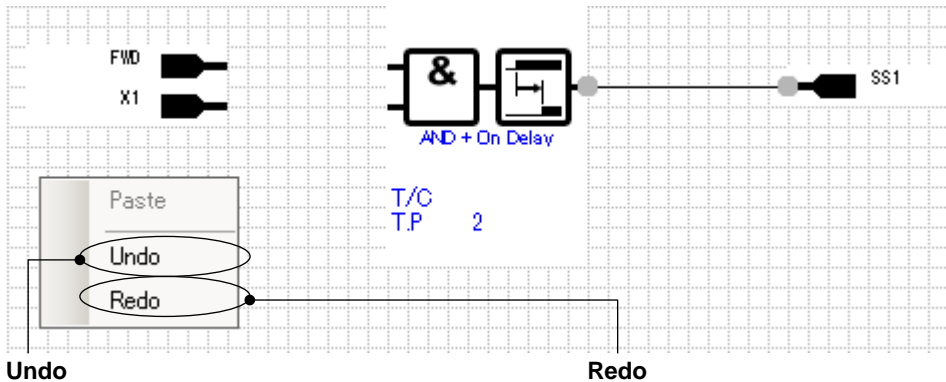 FWD
X1
&
AND + On Delay
SS1
T/C
T.P 2
Paste
Undo
Redo
Undo
Redo